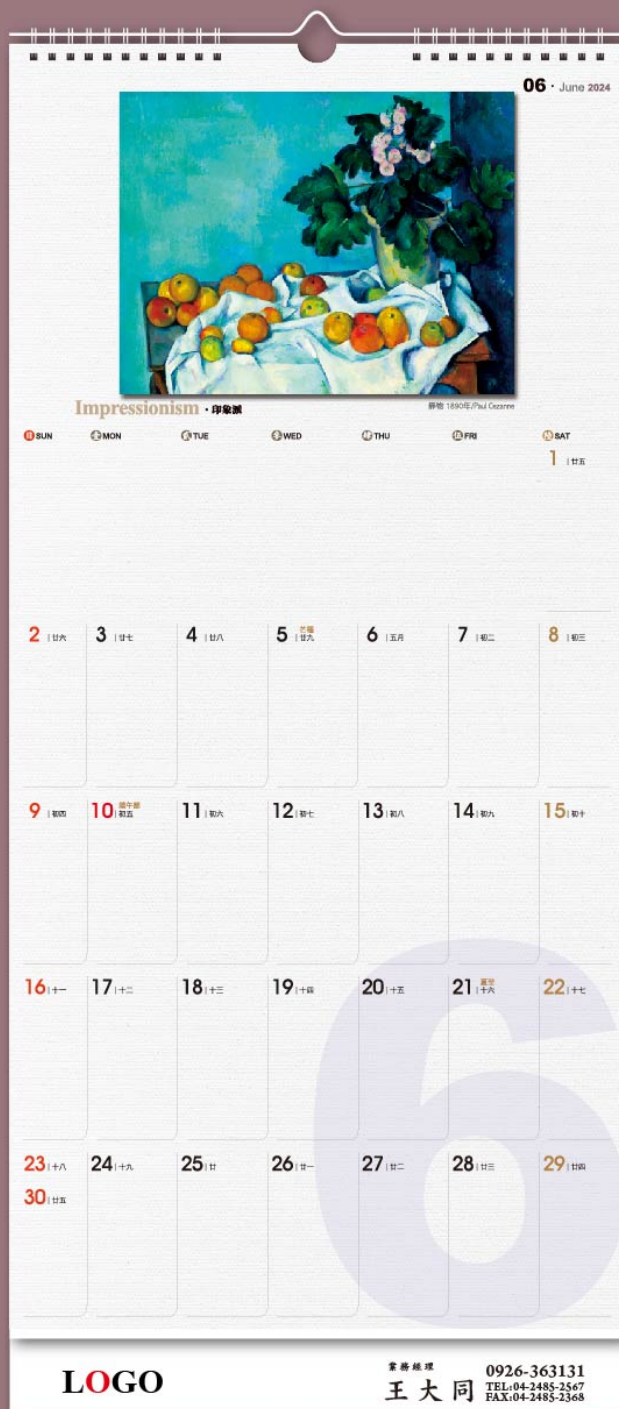 06 · June 2024
Impressionism · 印象派
靜物 1890年/Paul Cezanne
日 SUN 壹 MON 貳 TUE 參 WED 肆 THU 伍 FRI 陸 SAT
1 | 廿五
芒種
2 | 廿六 3 | 廿七 4 | 廿八 5 | 廿九 6 | 五月 7 | 初二 8 | 初三
端午節
9 | 初四 10 | 初五 11 | 初六 12 | 初七 13 | 初八 14 | 初九 15 | 初十
夏至
16 | 十一 17 | 十二 18 | 十三 19 | 十四 20 | 十五 21 | 十六 22 | 十七
23 | 十八 24 | 十九 25 | 廿 26 | 廿一 27 | 廿二 28 | 廿三 29 | 廿四
30 | 廿五
6
LOGO
業務經理
王大同
0926-363131
TEL:04-2485-2567
FAX:04-2485-2368